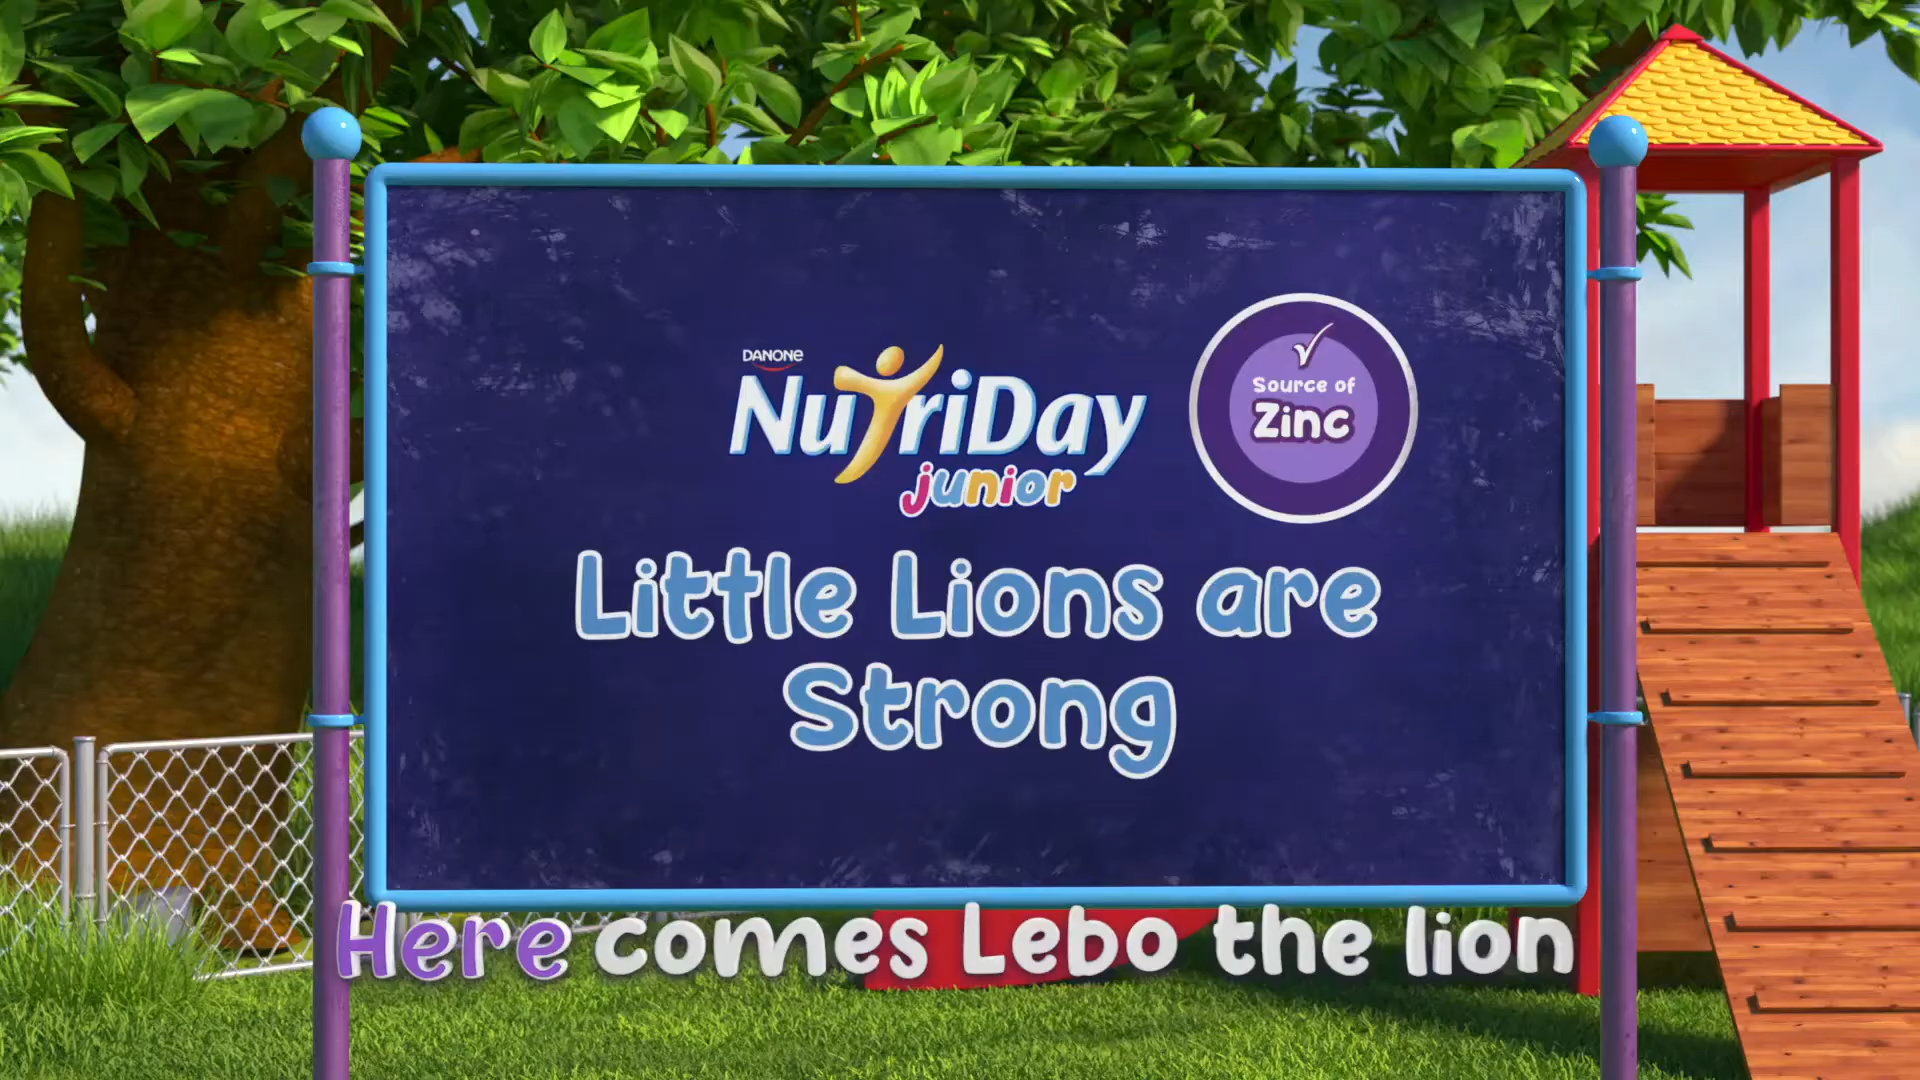 DANONE
NutriDay
junior
Source of
Zinc
Little Lions are
Strong
Here comes Lebo the lion